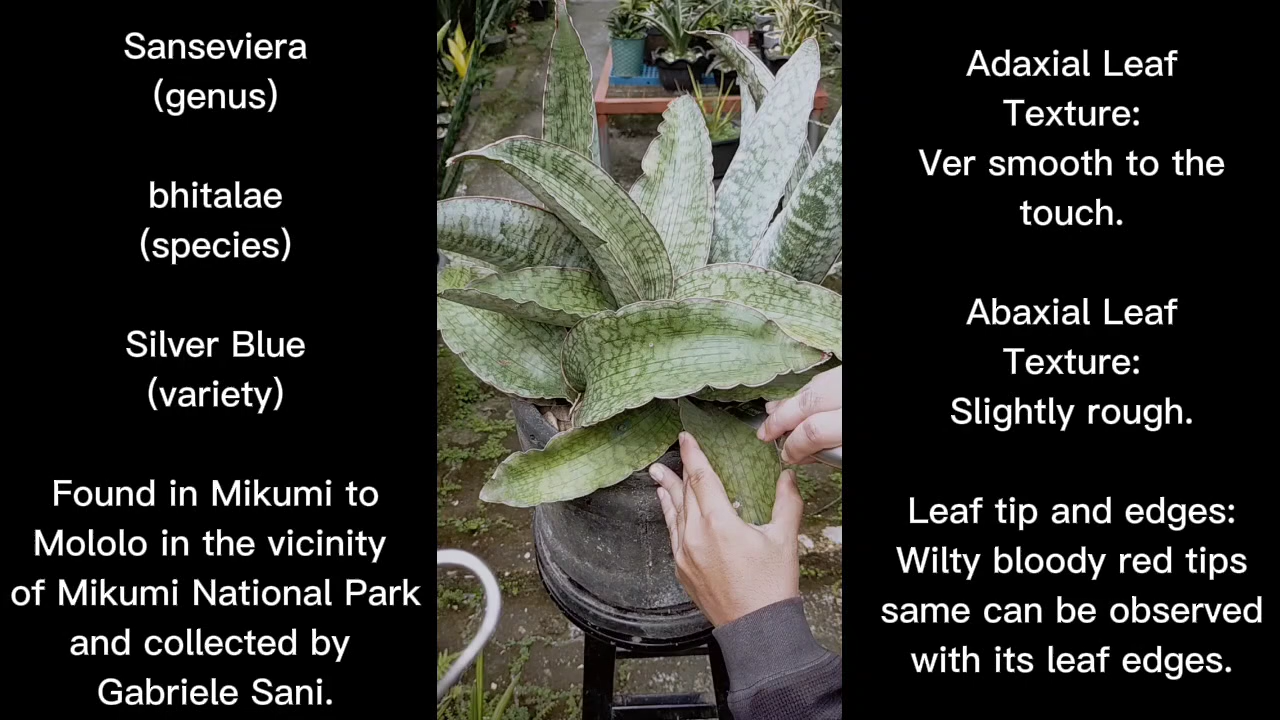 Sanseviera
(genus)
bhitalae
(species)
Silver Blue
(variety)
Found in Mikumi to
Mololo in the vicinity
of Mikumi National Park
and collected by
Gabriele Sani.
Adaxial Leaf
Texture:
Ver smooth to the
touch.
Abaxial Leaf
Texture:
Slightly rough.
Leaf tip and edges:
Wilty bloody red tips
same can be observed
with its leaf edges.